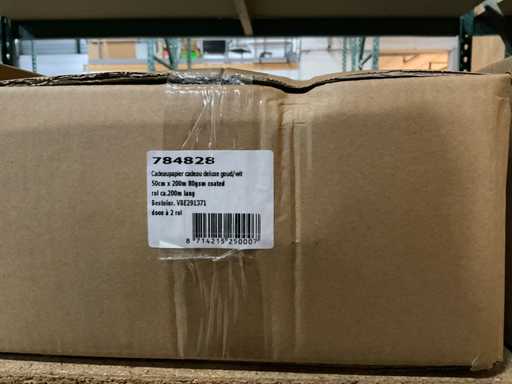 784828
Cadeaupapier cadeau deluxe goud/wit
50cm x 200m 80gsm coated
rol ca.200m lang
Bestelnr. V8E291371
doos à 2 rol
8 714215 250007